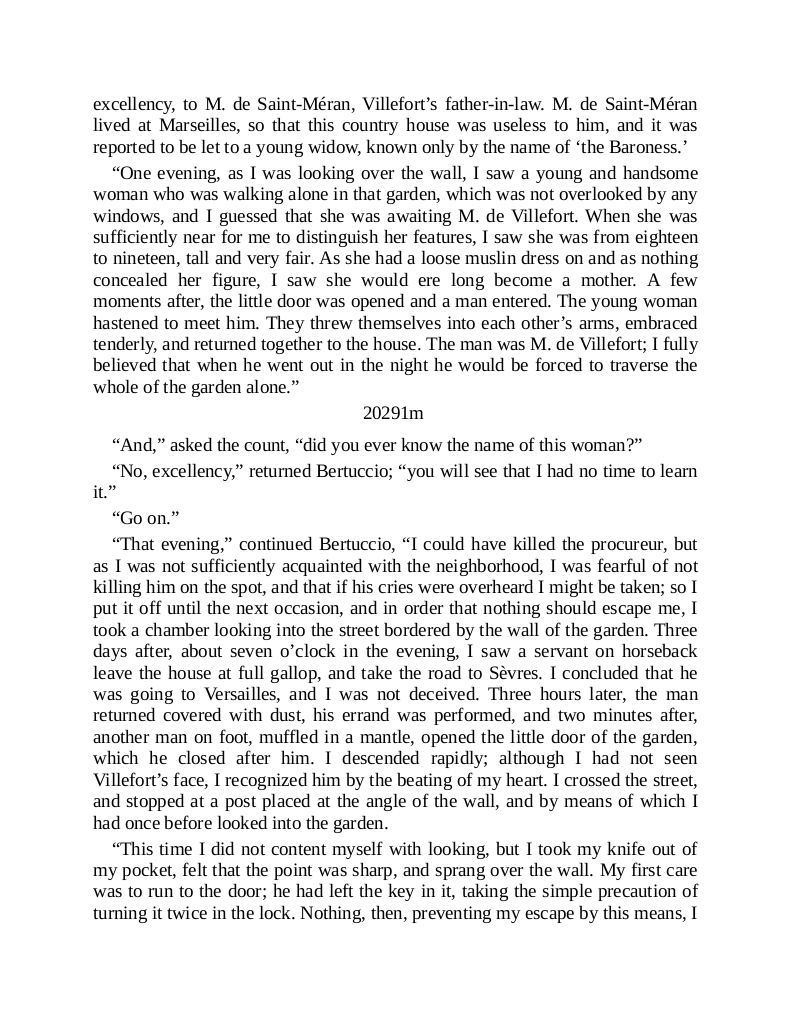 excellency, to M. de Saint-Méran, Villefort’s father-in-law. M. de Saint-Méran
lived at Marseilles, so that this country house was useless to him, and it was
reported to be let to a young widow, known only by the name of ‘the Baroness.’
“One evening, as I was looking over the wall, I saw a young and handsome
woman who was walking alone in that garden, which was not overlooked by any
windows, and I guessed that she was awaiting M. de Villefort. When she was
sufficiently near for me to distinguish her features, I saw she was from eighteen
to nineteen, tall and very fair. As she had a loose muslin dress on and as nothing
concealed her figure, I saw she would ere long become a mother. A few
moments after, the little door was opened and a man entered. The young woman
hastened to meet him. They threw themselves into each other’s arms, embraced
tenderly, and returned together to the house. The man was M. de Villefort; I fully
believed that when he went out in the night he would be forced to traverse the
whole of the garden alone.”
20291m
“And,” asked the count, “did you ever know the name of this woman?”
“No, excellency,” returned Bertuccio; “you will see that I had no time to learn
it.”
“Go on.”
“That evening,” continued Bertuccio, “I could have killed the procureur, but
as I was not sufficiently acquainted with the neighborhood, I was fearful of not
killing him on the spot, and that if his cries were overheard I might be taken; so I
put it off until the next occasion, and in order that nothing should escape me, I
took a chamber looking into the street bordered by the wall of the garden. Three
days after, about seven o’clock in the evening, I saw a servant on horseback
leave the house at full gallop, and take the road to Sèvres. I concluded that he
was going to Versailles, and I was not deceived. Three hours later, the man
returned covered with dust, his errand was performed, and two minutes after,
another man on foot, muffled in a mantle, opened the little door of the garden,
which he closed after him. I descended rapidly; although I had not seen
Villefort’s face, I recognized him by the beating of my heart. I crossed the street,
and stopped at a post placed at the angle of the wall, and by means of which I
had once before looked into the garden.
“This time I did not content myself with looking, but I took my knife out of
my pocket, felt that the point was sharp, and sprang over the wall. My first care
was to run to the door; he had left the key in it, taking the simple precaution of
turning it twice in the lock. Nothing, then, preventing my escape by this means, I